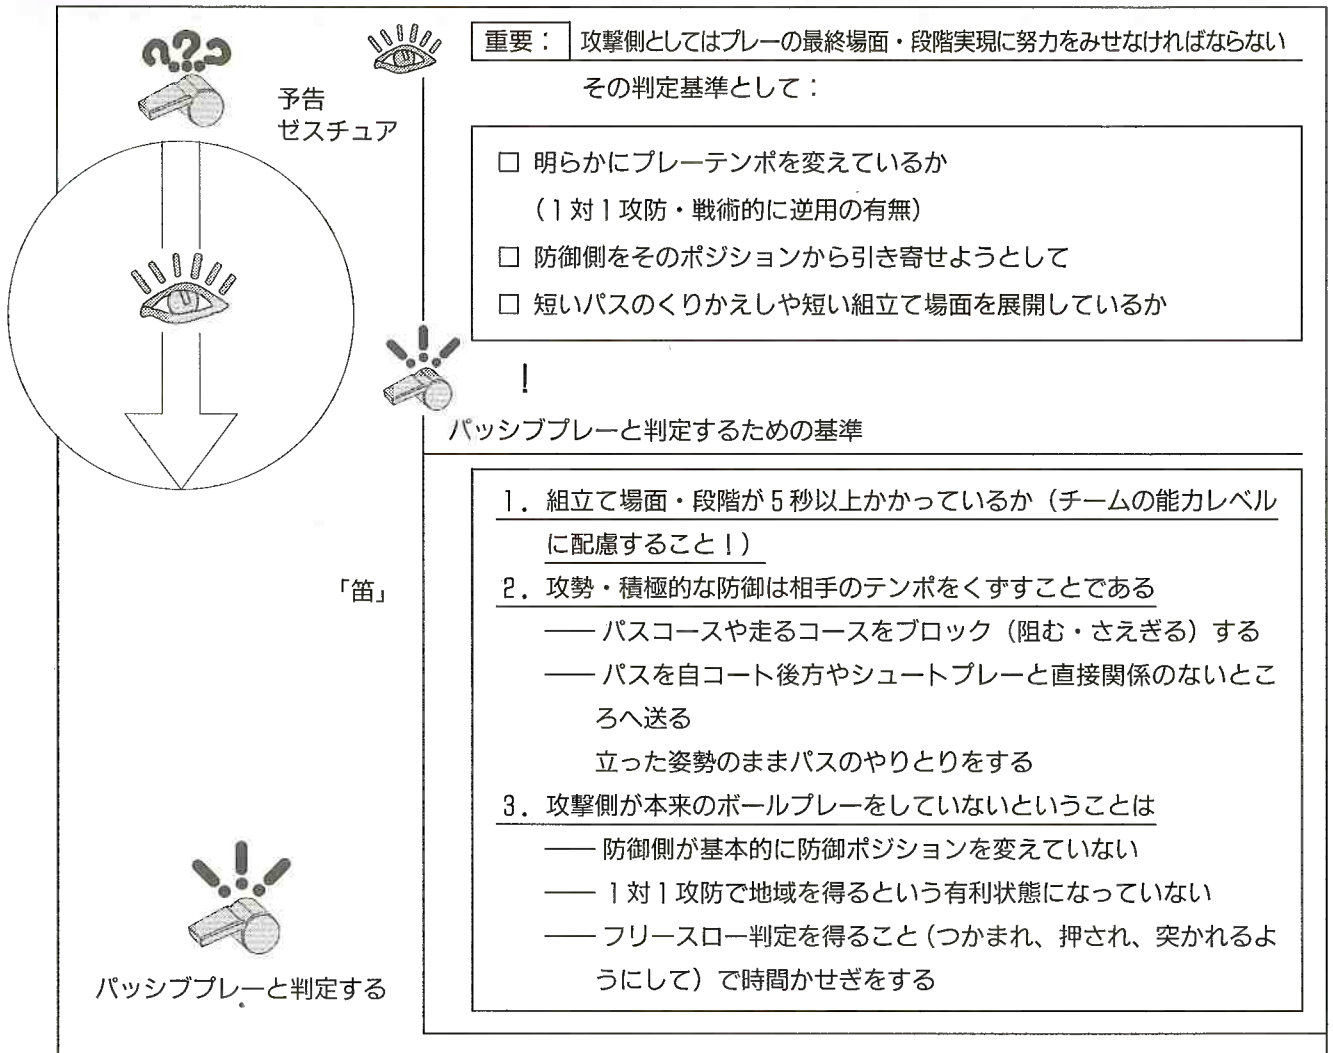 予告
ゼスチュア
重要： 攻撃側としてはプレーの最終場面・段階実現に努力をみせなければならない
その判定基準として：
□ 明らかにプレーテンポを変えているか
（1対1攻防・戦術的に逆用の有無）
□ 防御側をそのポジションから引き寄せようとして
□ 短いパスのくりかえしや短い組立て場面を展開しているか
！
パッシブプレーと判定するための基準
1．組立て場面・段階が5秒以上かかっているか（チームの能力レベル
に配慮すること！）
2．攻勢・積極的な防御は相手のテンポをくずすことである
── パスコースや走るコースをブロック（阻む・さえぎる）する
── パスを自コート後方やシュートプレーと直接関係のないとこ
ろへ送る
立った姿勢のままパスのやりとりをする
3．攻撃側が本来のボールプレーをしていないということは
── 防御側が基本的に防御ポジションを変えていない
── 1対1攻防で地域を得るという有利状態になっていない
── フリースロー判定を得ること（つかまれ、押され、突かれるよ
うにして）で時間かせぎをする
「笛」
パッシブプレーと判定する